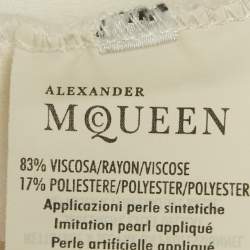 ALEXANDER
MCQUEEN
83% VISCOSA/RAYON/VISCOSE
17% POLIESTERE/POLYESTER/POLYESTER
Applicazioni perle sintetiche
Imitation pearl appliqué
Perle artificielle appliqué